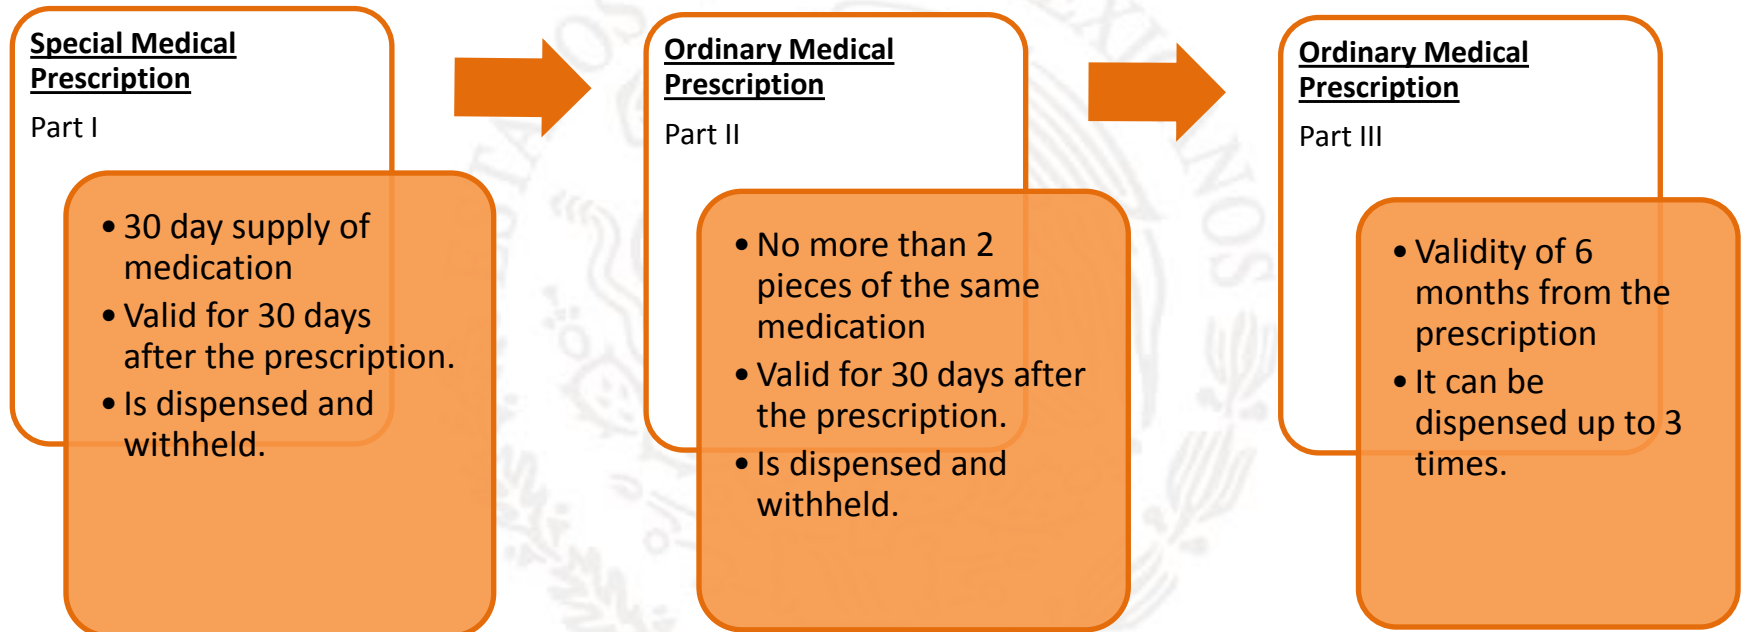 Special Medical
Prescription
Part I
• 30 day supply of
medication
• Valid for 30 days
after the prescription.
• Is dispensed and
withheld.
Ordinary Medical
Prescription
Part II
• No more than 2
pieces of the same
medication
• Valid for 30 days after
the prescription.
• Is dispensed and
withheld.
Ordinary Medical
Prescription
Part III
• Validity of 6
months from the
prescription
• It can be
dispensed up to 3
times.